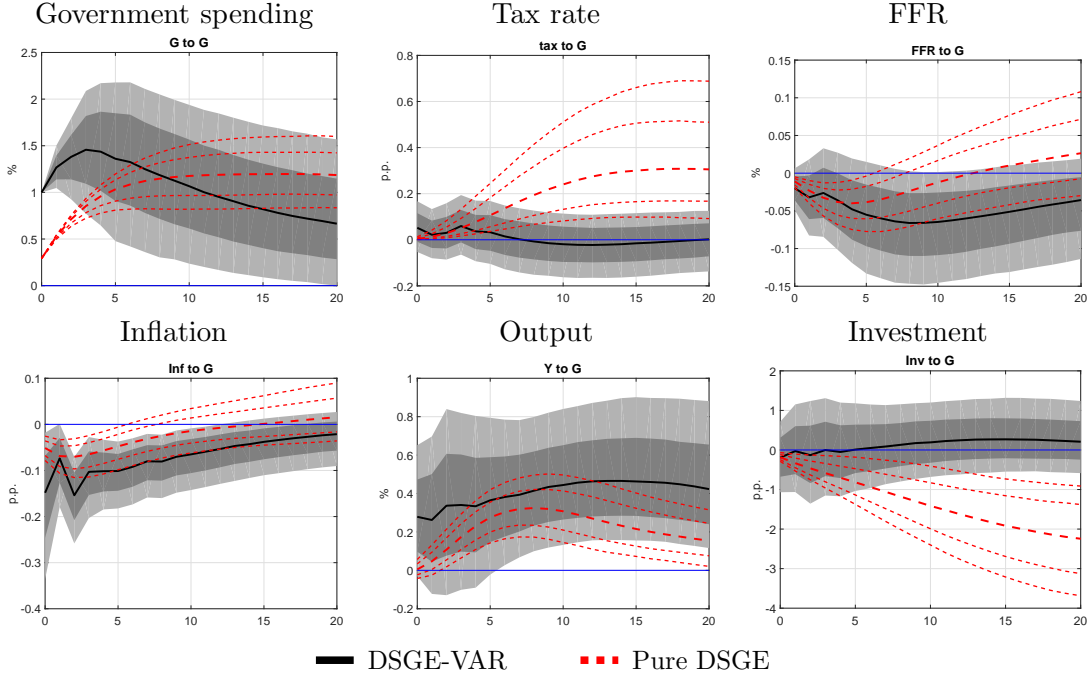 Government spending
Tax rate
FFR
G to G
tax to G
FFR to G
2.5
2
1.5
1
0.5
0
%
0 5 10 15 20
0.8
0.6
0.4
0.2
0
-0.2
p.p.
0 5 10 15 20
0.15
0.1
0.05
0
-0.05
-0.1
-0.15
%
0 5 10 15 20
Inflation
Output
Investment
Inf to G
Y to G
Inv to G
0.1
0
-0.1
-0.2
-0.3
-0.4
p.p.
0 5 10 15 20
1
0.8
0.6
0.4
0.2
0
-0.2
%
0 5 10 15 20
2
1
0
-1
-2
-3
-4
p.p.
0 5 10 15 20
DSGE-VAR
Pure DSGE